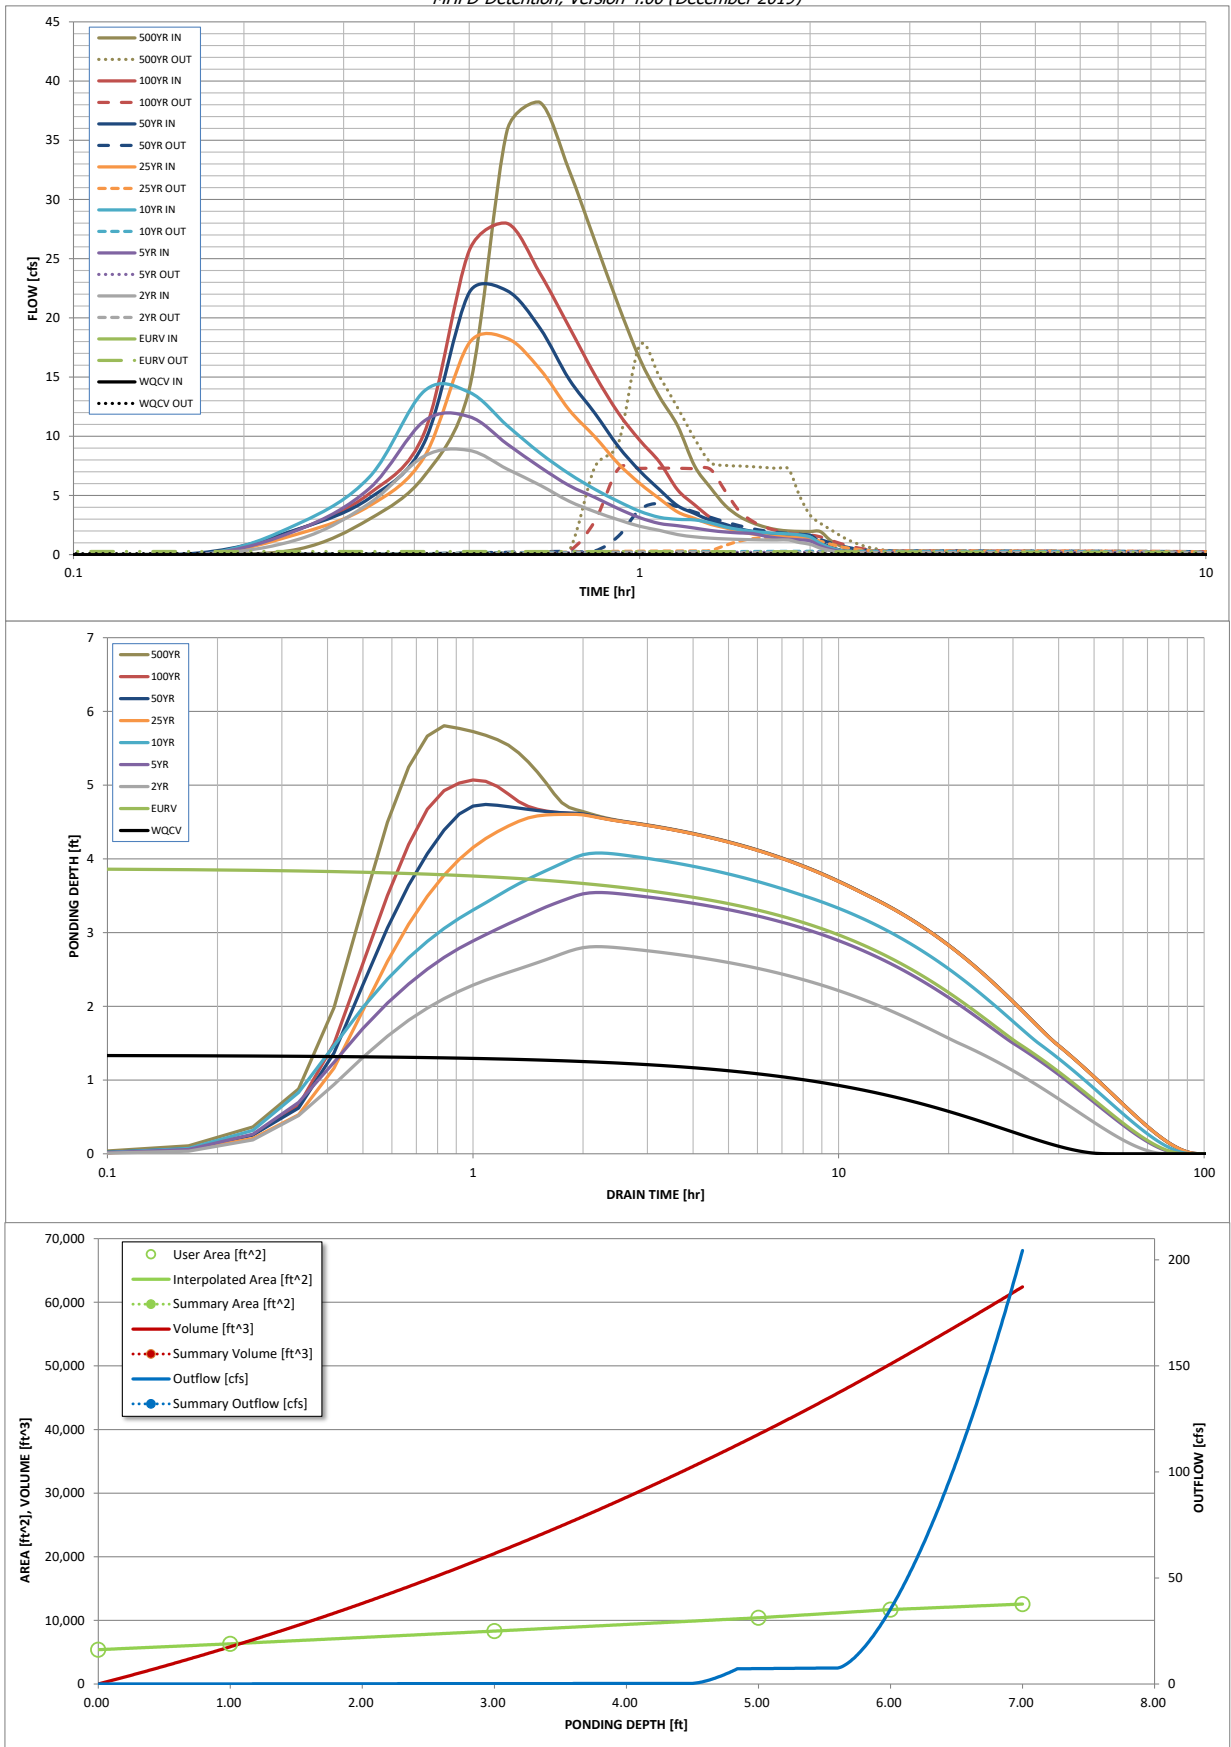 MHFD-Detention, Version 4.00 (December 2019)
45
40
35
30
25
20
15
10
5
0
FLOW [cfs]
500YR IN
500YR OUT
100YR IN
100YR OUT
50YR IN
50YR OUT
25YR IN
25YR OUT
10YR IN
10YR OUT
5YR IN
5YR OUT
2YR IN
2YR OUT
EURV IN
EURV OUT
WQCV IN
WQCV OUT
0.1
1
10
TIME [hr]
7
6
5
4
3
2
1
0
PONDING DEPTH [ft]
500YR
100YR
50YR
25YR
10YR
5YR
2YR
EURV
WQCV
0.1
1
10
100
DRAIN TIME [hr]
70,000
60,000
50,000
40,000
30,000
20,000
10,000
0
AREA [ft^2], VOLUME [ft^3]
User Area [ft^2]
Interpolated Area [ft^2]
Summary Area [ft^2]
Volume [ft^3]
Summary Volume [ft^3]
Outflow [cfs]
Summary Outflow [cfs]
200
150
100
50
0
OUTFLOW [cfs]
0.00
1.00
2.00
3.00
4.00
5.00
6.00
7.00
8.00
PONDING DEPTH [ft]